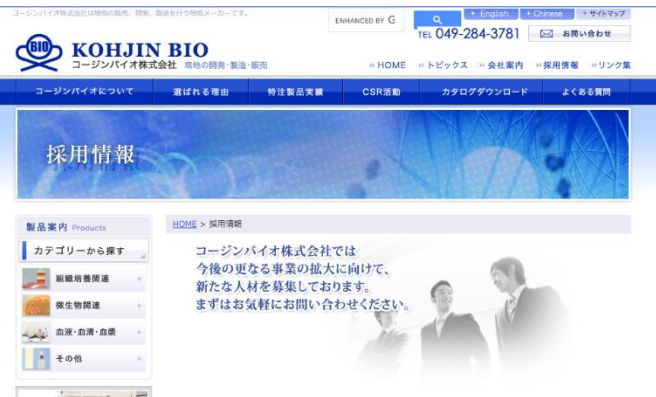 コージンバイオ株式会社は培地の販売、開発、製造を行う培地メーカーです。
ENHANCED BY G
English
Chinese
サイトマップ
TEL 049-284-3781
お問い合わせ
BIO
KOHJIN BIO
コージンバイオ株式会社 培地の開発・製造・販売
HOME トピックス 会社案内 採用情報 リンク集
コージンバイオについて 選ばれる理由 特注製品実績 CSR活動 カタログダウンロード よくある質問
採用情報
製品案内 Products
カテゴリーから探す
組織培養関連
微生物関連
血液・血清・血漿
その他
HOME > 採用情報
コージンバイオ株式会社では
今後の更なる事業の拡大に向けて、
新たな人材を募集しております。
まずはお気軽にお問い合わせください。